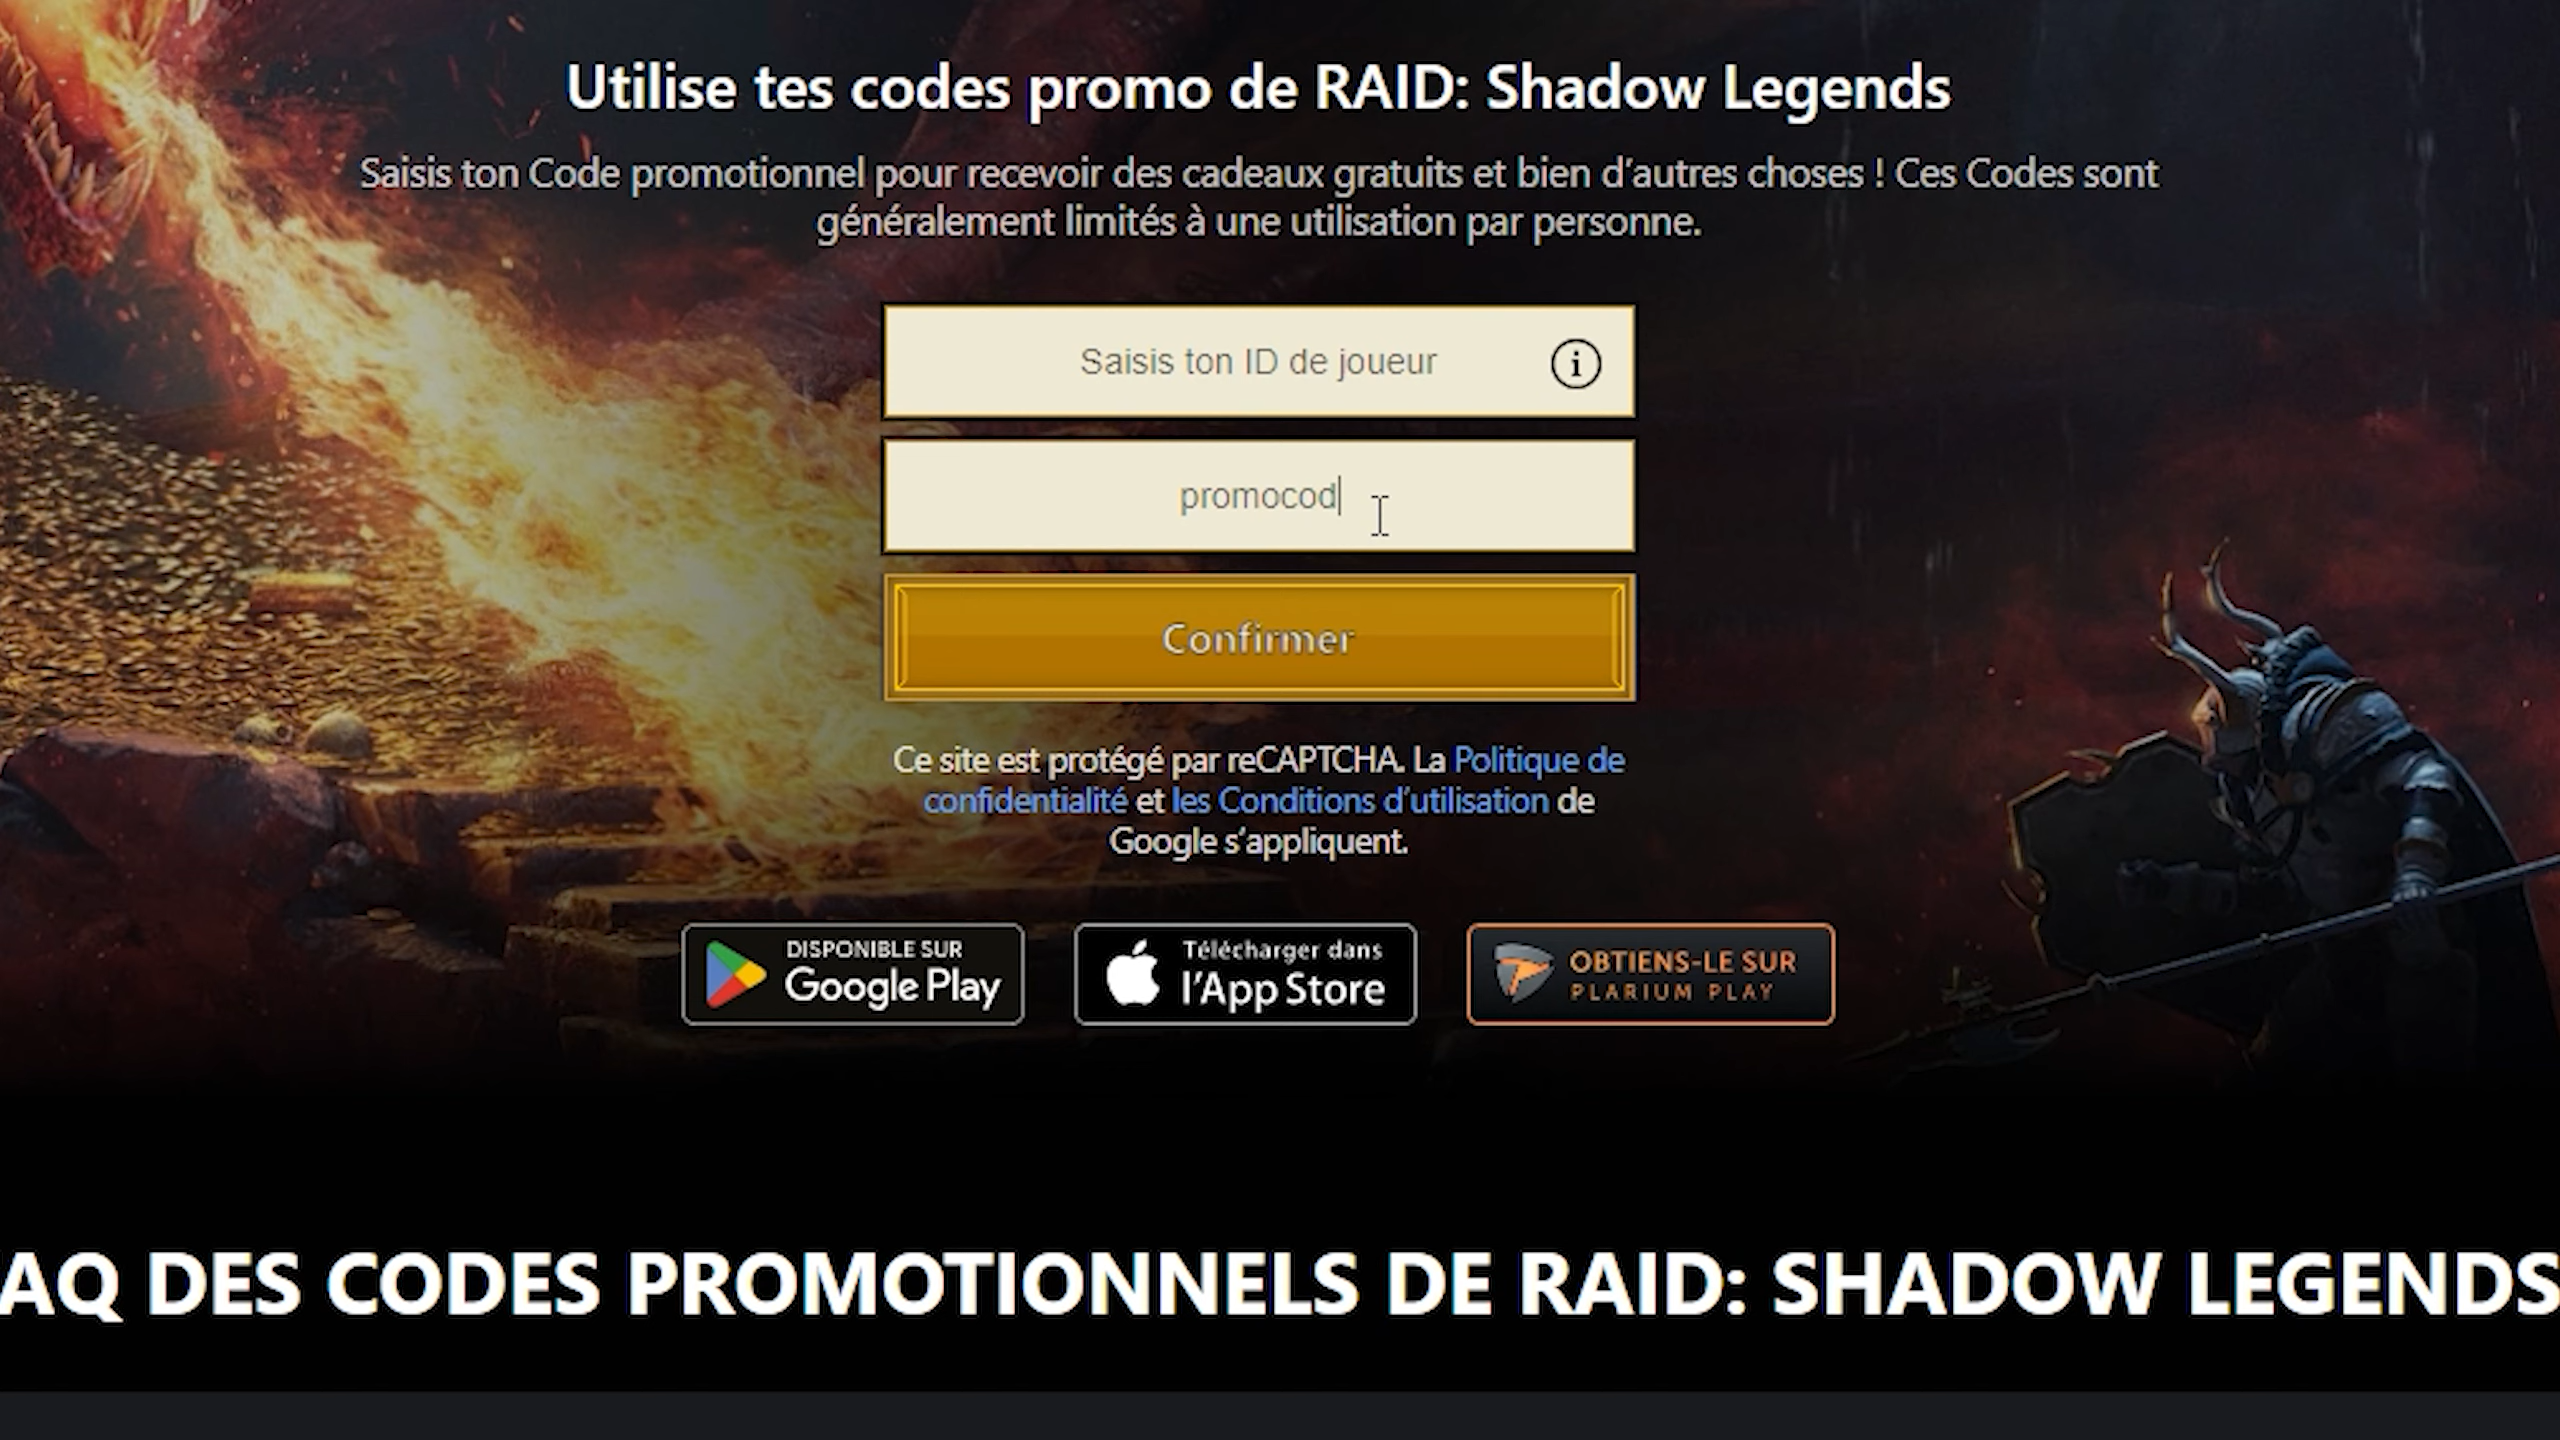 Utilise tes codes promo de RAID: Shadow Legends
Saisis ton Code promotionnel pour recevoir des cadeaux gratuits et bien d'autres choses ! Ces Codes sont
généralement limités à une utilisation par personne.
Saisis ton ID de joueur
promocod
Confirmer
Ce site est protégé par reCAPTCHA. La Politique de
confidentialité et les Conditions d'utilisation de
Google s'appliquent.
DISPONIBLE SUR
Google Play
Télécharger dans
l'App Store
OBTIENS-LE SUR
PLARIUM PLAY
AQ DES CODES PROMOTIONNELS DE RAID: SHADOW LEGENDS